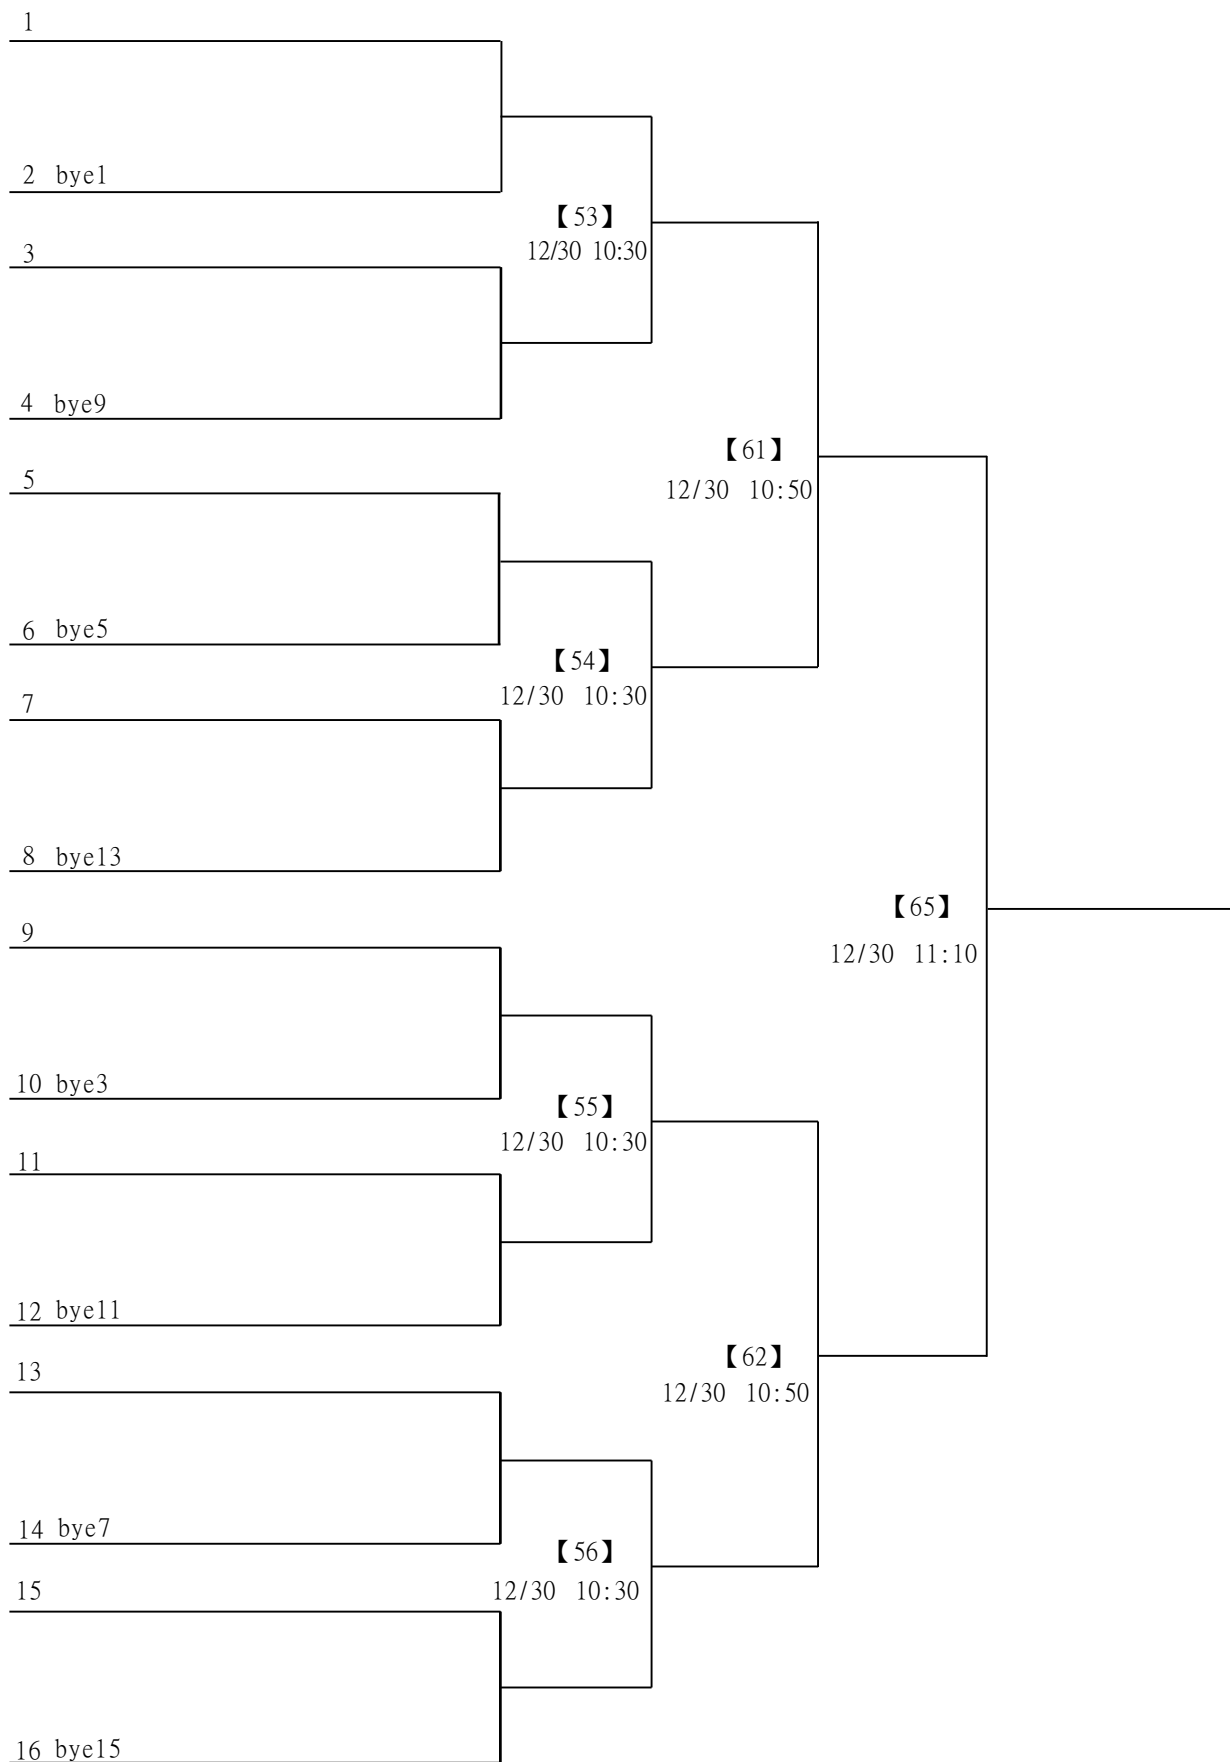 1
2 bye1
【53】
12/30 10:30
3
4 bye9
【61】
12/30 10:50
5
6 bye5
【54】
12/30 10:30
7
8 bye13
【65】
12/30 11:10
9
10 bye3
【55】
12/30 10:30
11
12 bye11
【62】
12/30 10:50
13
14 bye7
【56】
12/30 10:30
15
16 bye15